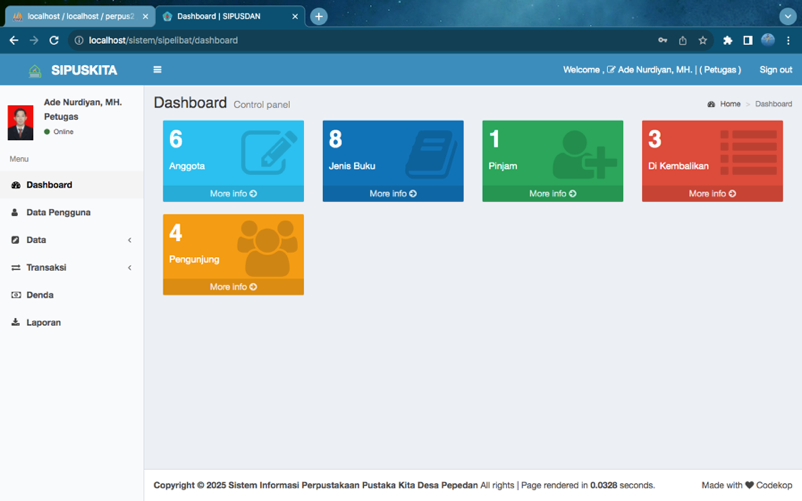 localhost / localhost / perpus2
Dashboard | SIPUSDAN
localhost/sistem/sipelibat/dashboard
SIPUSKITA
Welcome , Ade Nurdiyan, MH. | ( Petugas ) Sign out
Ade Nurdiyan, MH.
Petugas
Online
Menu
Dashboard
Data Pengguna
Data
Transaksi
Denda
Laporan
Dashboard Control panel
Home > Dashboard
6
Anggota
More info
8
Jenis Buku
More info
1
Pinjam
More info
3
Di Kembalikan
More info
4
Pengunjung
More info
Copyright © 2025 Sistem Informasi Perpustakaan Pustaka Kita Desa Pepedan All rights | Page rendered in 0.0328 seconds.
Made with ♥ Codekop